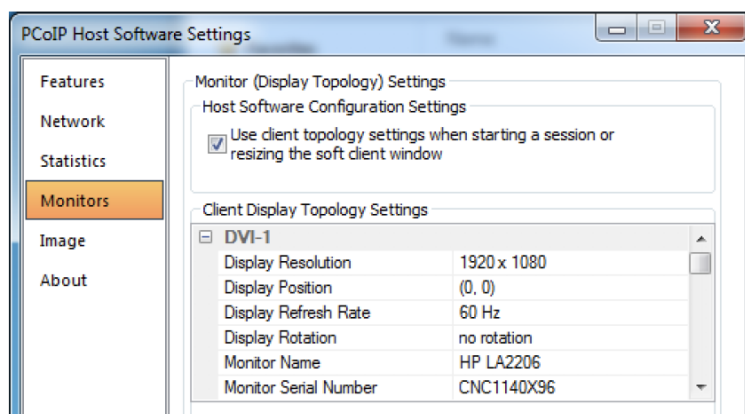 PCoIP Host Software Settings
Features
Network
Statistics
Monitors
Image
About
Monitor (Display Topology) Settings
Host Software Configuration Settings
Use client topology settings when starting a session or
resizing the soft client window
Client Display Topology Settings
DVI-1
Display Resolution 1920 x 1080
Display Position (0, 0)
Display Refresh Rate 60 Hz
Display Rotation no rotation
Monitor Name HP LA2206
Monitor Serial Number CNC1140X96